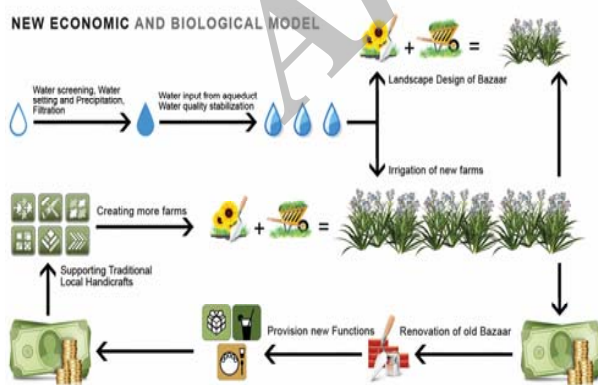 NEW ECONOMIC AND BIOLOGICAL MODEL
+ =
Landscape Design of Bazaar
Water screening, Water
setting and Precipitation,
Filtration
Water input from aqueduct
Water quality stabilization
Irrigation of new farms
Creating more farms
+ =
Supporting Traditional
Local Handicrafts
Provision new Functions
Renovation of old Bazaar